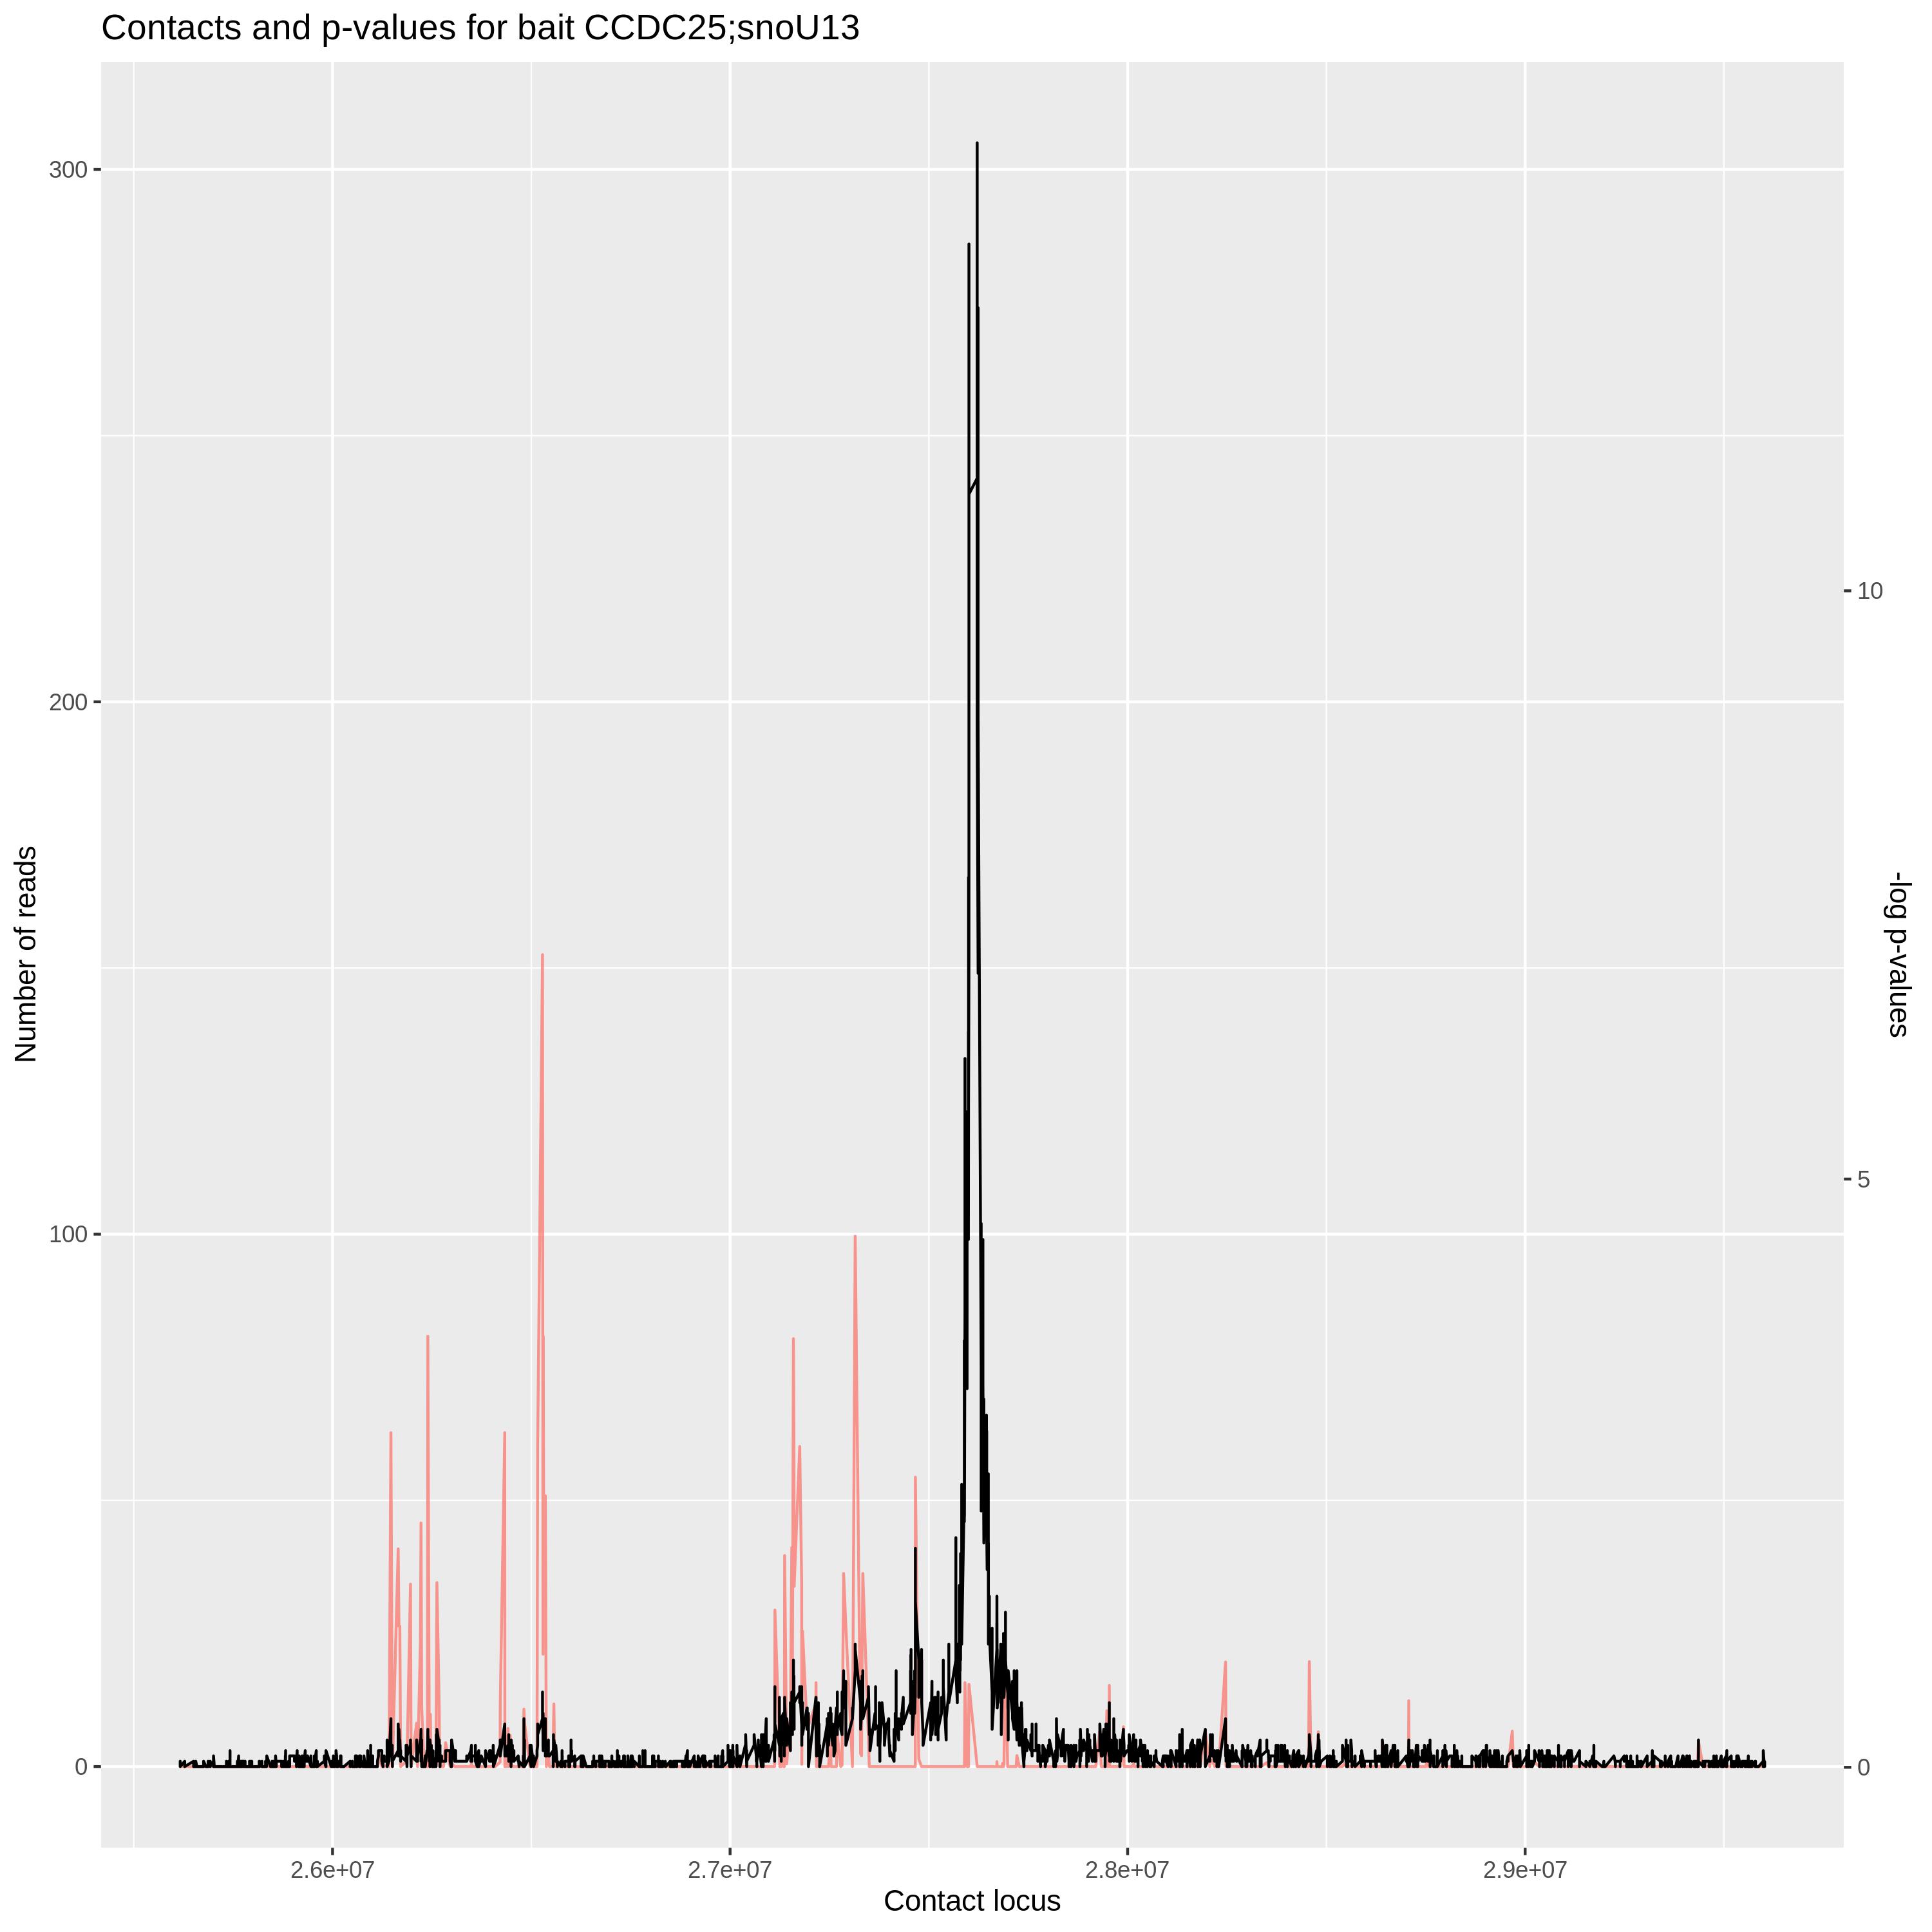 Contacts and p-values for bait CCDC25;snoU13
300
200
100
0
Number of reads
10
5
0
-log p-values
2.6e+07
2.7e+07
2.8e+07
2.9e+07
Contact locus